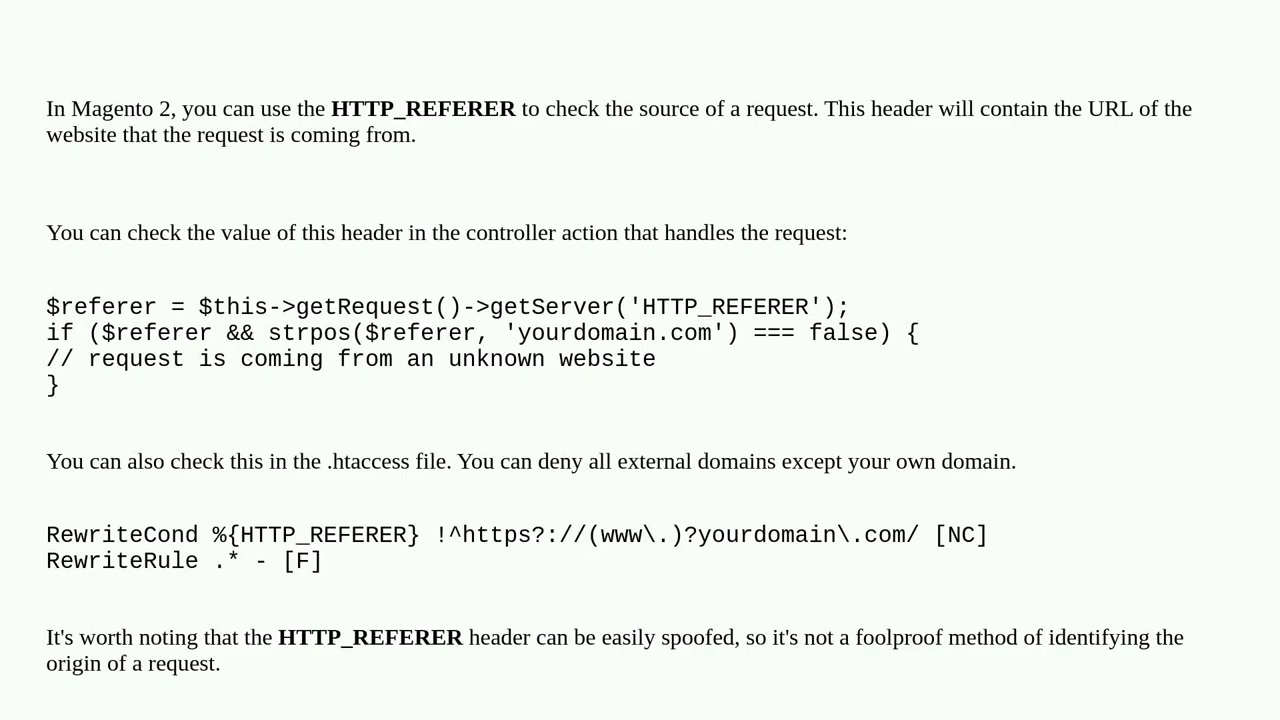 In Magento 2, you can use the HTTP_REFERER to check the source of a request. This header will contain the URL of the
website that the request is coming from.
You can check the value of this header in the controller action that handles the request:
$referer = $this->getRequest()->getServer('HTTP_REFERER');
if ($referer && strpos($referer, 'yourdomain.com') === false) {
// request is coming from an unknown website
}
You can also check this in the .htaccess file. You can deny all external domains except your own domain.
RewriteCond %{HTTP_REFERER} !^https?://(www\.)?yourdomain\.com/ [NC]
RewriteRule .* - [F]
It's worth noting that the HTTP_REFERER header can be easily spoofed, so it's not a foolproof method of identifying the
origin of a request.